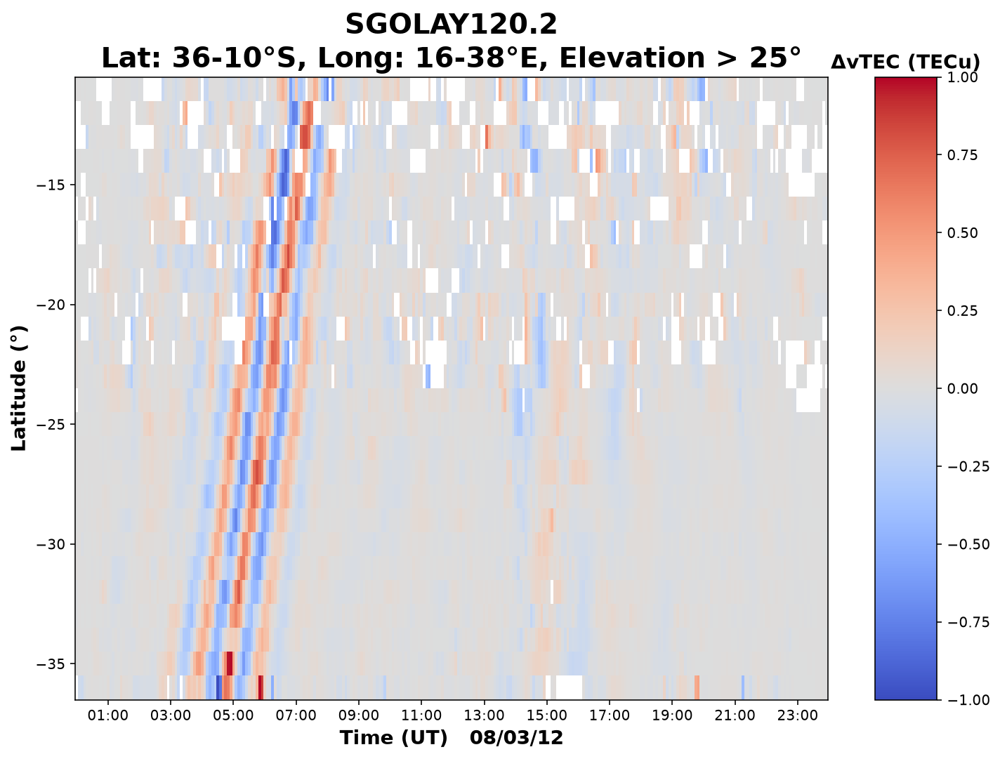 SGOLAY120.2
Lat: 36-10°S, Long: 16-38°E, Elevation > 25°
ΔvTEC (TECu)
1.00
0.75
0.50
0.25
0.00
−0.25
−0.50
−0.75
−1.00
Latitude (°)
−15
−20
−25
−30
−35
01:00 03:00 05:00 07:00 09:00 11:00 13:00 15:00 17:00 19:00 21:00 23:00
Time (UT) 08/03/12